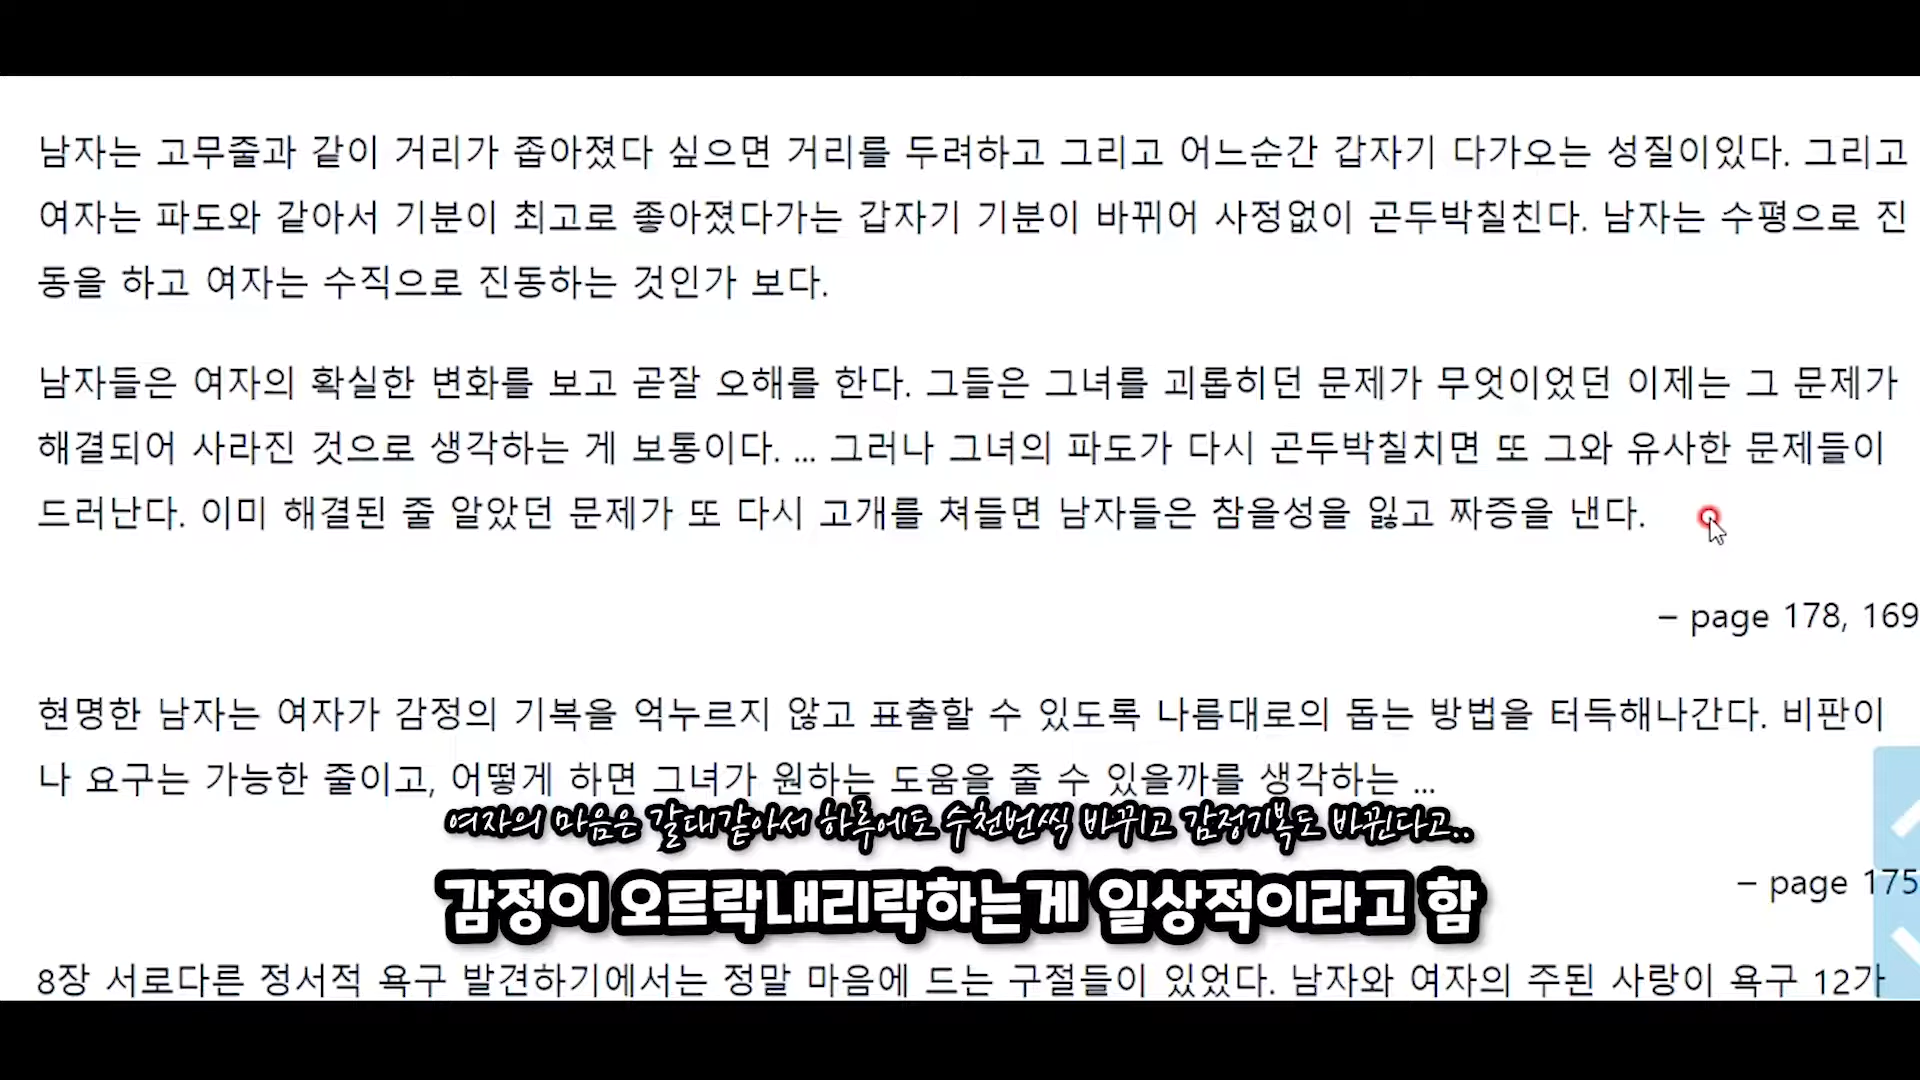 남자는 고무줄과 같이 거리가 좁아졌다 싶으면 거리를 두려하고 그리고 어느순간 갑자기 다가오는 성질이있다. 그리고
여자는 파도와 같아서 기분이 최고로 좋아졌다가는 갑자기 기분이 바뀌어 사정없이 곤두박칠친다. 남자는 수평으로 진
동을 하고 여자는 수직으로 진동하는 것인가 보다.
남자들은 여자의 확실한 변화를 보고 곧잘 오해를 한다. 그들은 그녀를 괴롭히던 문제가 무엇이었던 이제는 그 문제가
해결되어 사라진 것으로 생각하는 게 보통이다. ... 그러나 그녀의 파도가 다시 곤두박칠치면 또 그와 유사한 문제들이
드러난다. 이미 해결된 줄 알았던 문제가 또 다시 고개를 쳐들면 남자들은 참을성을 잃고 짜증을 낸다.
– page 178, 169
현명한 남자는 여자가 감정의 기복을 억누르지 않고 표출할 수 있도록 나름대로의 돕는 방법을 터득해나간다. 비판이
나 요구는 가능한 줄이고, 어떻게 하면 그녀가 원하는 도움을 줄 수 있을까를 생각하는 ...
여자의 마음은 갈대같아서 하루에도 수천번씩 바뀌고 감정기복도 바뀐다고..
감정이 오르락내리락하는게 일상적이라고 함
– page 175
8장 서로다른 정서적 욕구 발견하기에서는 정말 마음에 드는 구절들이 있었다. 남자와 여자의 주된 사랑이 욕구 12가